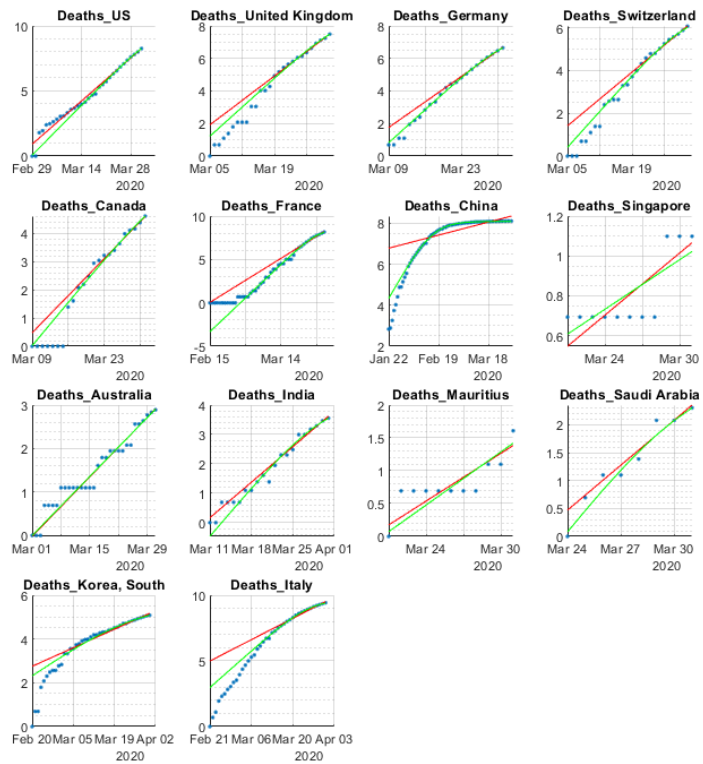 Deaths_US
10
5
0
Feb 29 Mar 14 Mar 28
2020
Deaths_United Kingdom
8
6
4
2
0
Mar 05 Mar 19
2020
Deaths_Germany
8
6
4
2
0
Mar 09 Mar 23
2020
Deaths_Switzerland
6
4
2
0
Mar 05 Mar 19
2020
Deaths_Canada
4
3
2
1
0
Mar 09 Mar 23
2020
Deaths_France
10
5
0
-5
Feb 15 Mar 14
2020
Deaths_China
8
6
4
2
Jan 22 Feb 19 Mar 18
2020
Deaths_Singapore
1.2
1
0.8
0.6
Mar 24 Mar 30
2020
Deaths_Australia
3
2
1
0
Mar 01 Mar 15 Mar 29
2020
Deaths_India
4
3
2
1
0
Mar 11 Mar 18 Mar 25 Apr 01
2020
Deaths_Mauritius
2
1.5
1
0.5
0
Mar 24 Mar 30
2020
Deaths_Saudi Arabia
2
1.5
1
0.5
0
Mar 24 Mar 27 Mar 30
2020
Deaths_Korea, South
6
4
2
0
Feb 20 Mar 05 Mar 19 Apr 02
2020
Deaths_Italy
10
5
0
Feb 21 Mar 06 Mar 20 Apr 03
2020